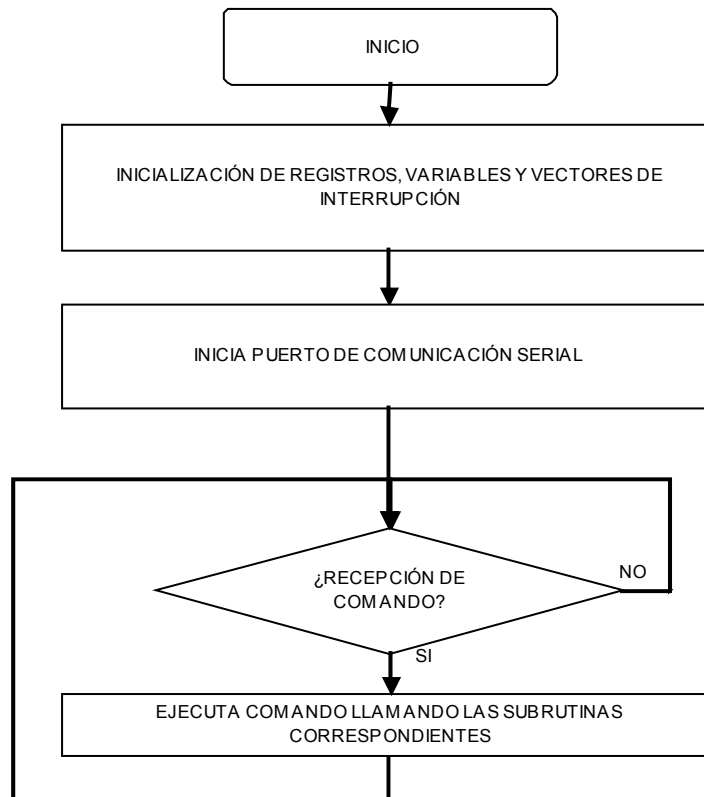 INICIO
INICIALIZACIÓN DE REGISTROS, VARIABLES Y VECTORES DE
INTERRUPCIÓN
INICIA PUERTO DE COMUNICACIÓN SERIAL
¿RECEPCIÓN DE
COMANDO?
NO
SI
EJECUTA COMANDO LLAMANDO LAS SUBRUTINAS
CORRESPONDIENTES